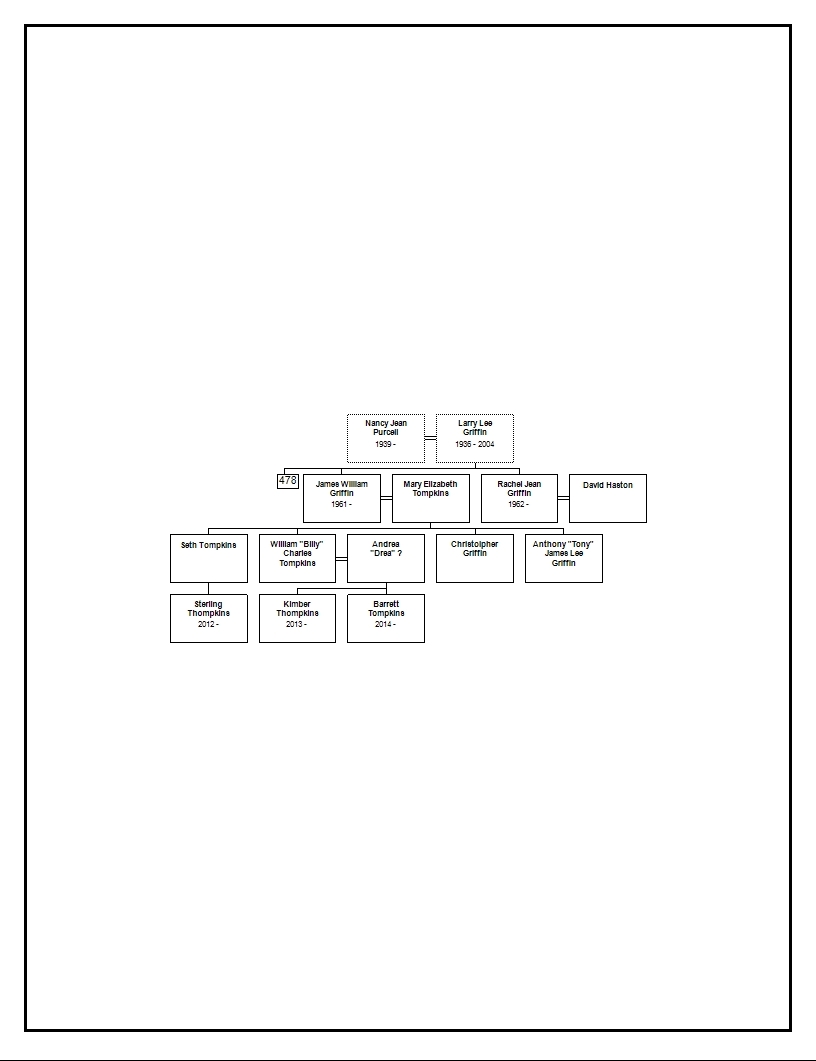 Nancy Jean
Purcell
1939 -
Larry Lee
Griffin
1936 - 2004
478
James William
Griffin
1961 -
Mary Elizabeth
Tompkins
Rachel Jean
Griffin
1962 -
David Haston
Seth Tompkins
William "Billy"
Charles
Tompkins
Andrea
"Drea" ?
Christolpher
Griffin
Anthony "Tony"
James Lee
Griffin
Sterling
Thompkins
2012 -
Kimber
Thompkins
2013 -
Barrett
Tompkins
2014 -